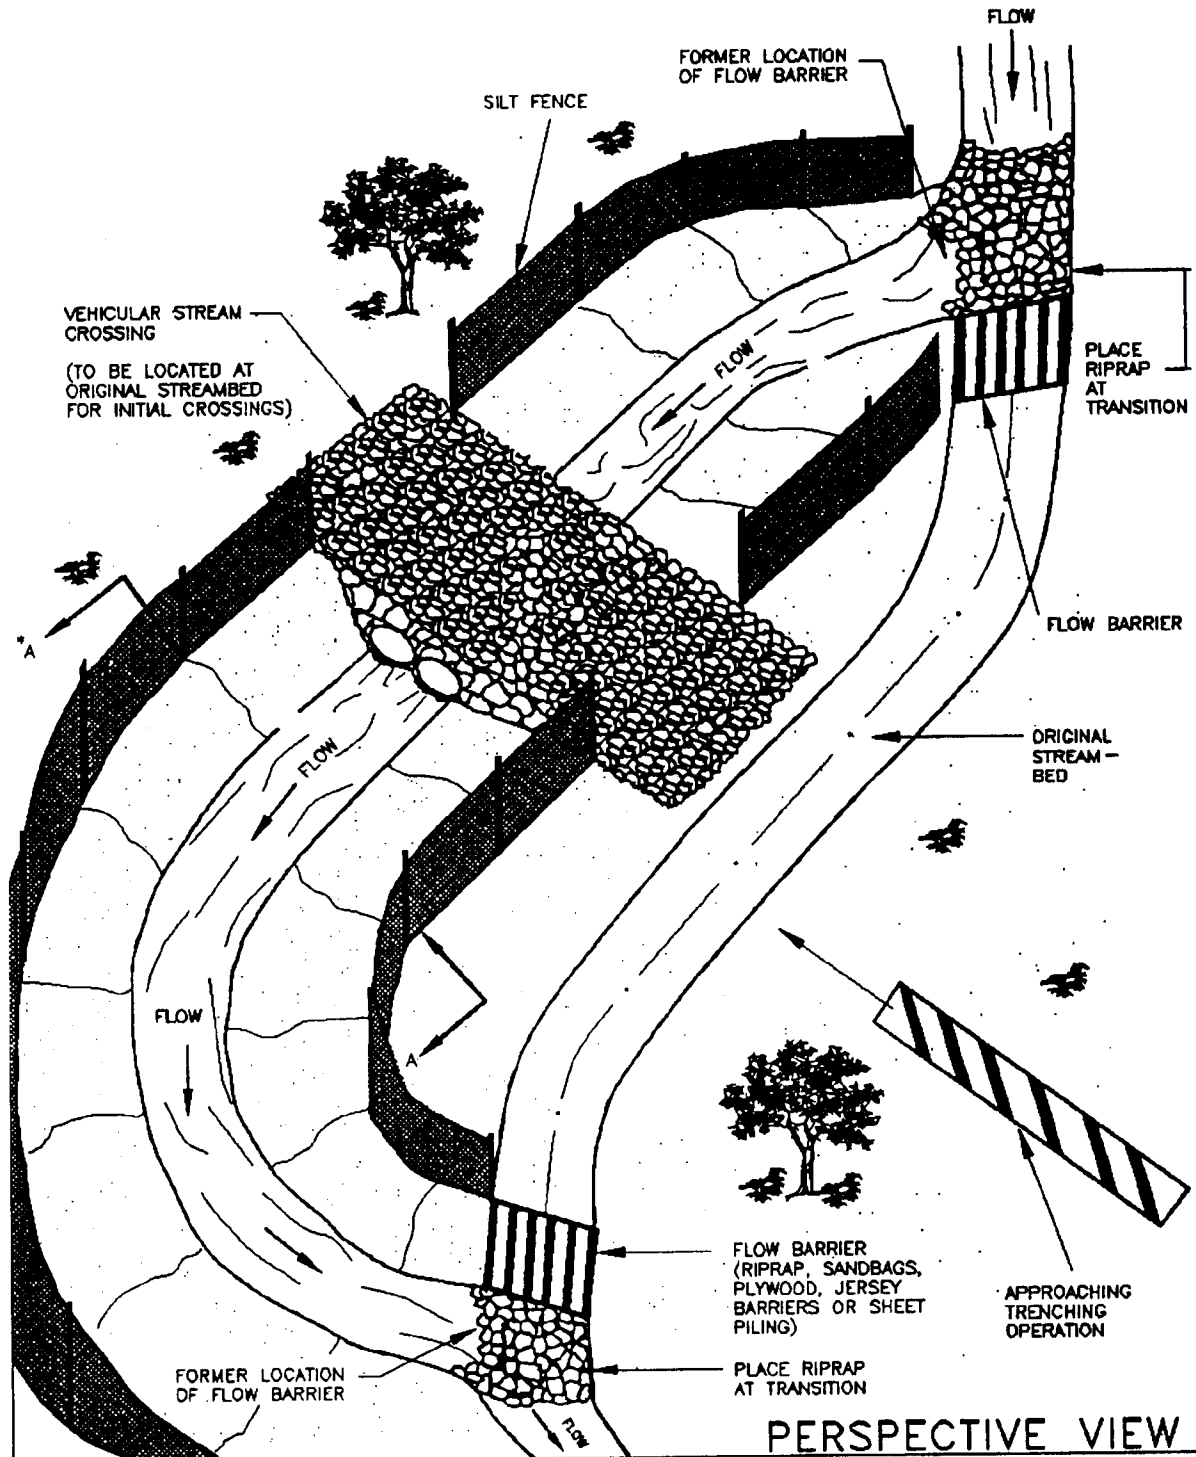 FLOW
FORMER LOCATION
OF FLOW BARRIER
SILT FENCE
VEHICULAR STREAM
CROSSING
(TO BE LOCATED AT
ORIGINAL STREAMBED
FOR INITIAL CROSSINGS)
FLOW
PLACE
RIPRAP
AT
TRANSITION
FLOW BARRIER
*A
ORIGINAL
STREAM-
BED
FLOW
FLOW
A
FLOW BARRIER
(RIPRAP, SANDBAGS,
PLYWOOD, JERSEY
BARRIERS OR SHEET
PILING)
APPROACHING
TRENCHING
OPERATION
FORMER LOCATION
OF FLOW BARRIER
PLACE RIPRAP
AT TRANSITION
FLOW
PERSPECTIVE VIEW